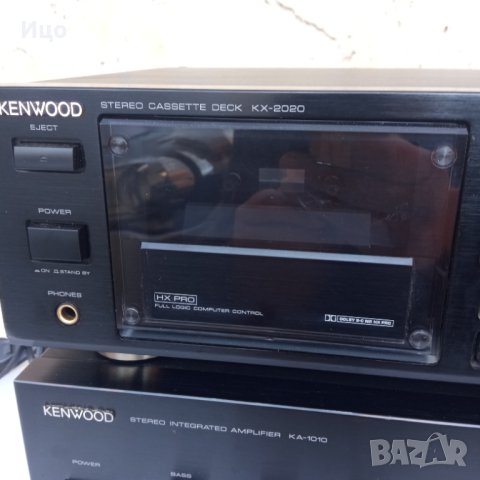 Ицо
KENWOOD STEREO CASSETTE DECK KX-2020
EJECT
POWER
ON STAND BY
PHONES
HX PRO
FULL LOGIC COMPUTER CONTROL
DOLBY B-C NR HX PRO
KENWOOD STEREO INTEGRATED AMPLIFIER KA-1010
POWER BASS
BAZAR